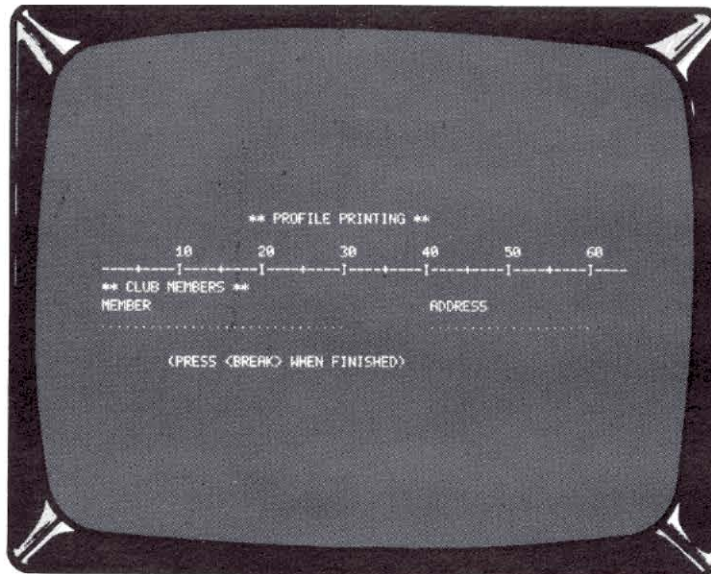 ** PROFILE PRINTING **
10 20 30 40 50 60
-----+----I----+----I----+----I----+----I----+----I----+----I----
** CLUB MEMBERS **
MEMBER ADDRESS
.............................. ....................
(PRESS <BREAK> WHEN FINISHED)